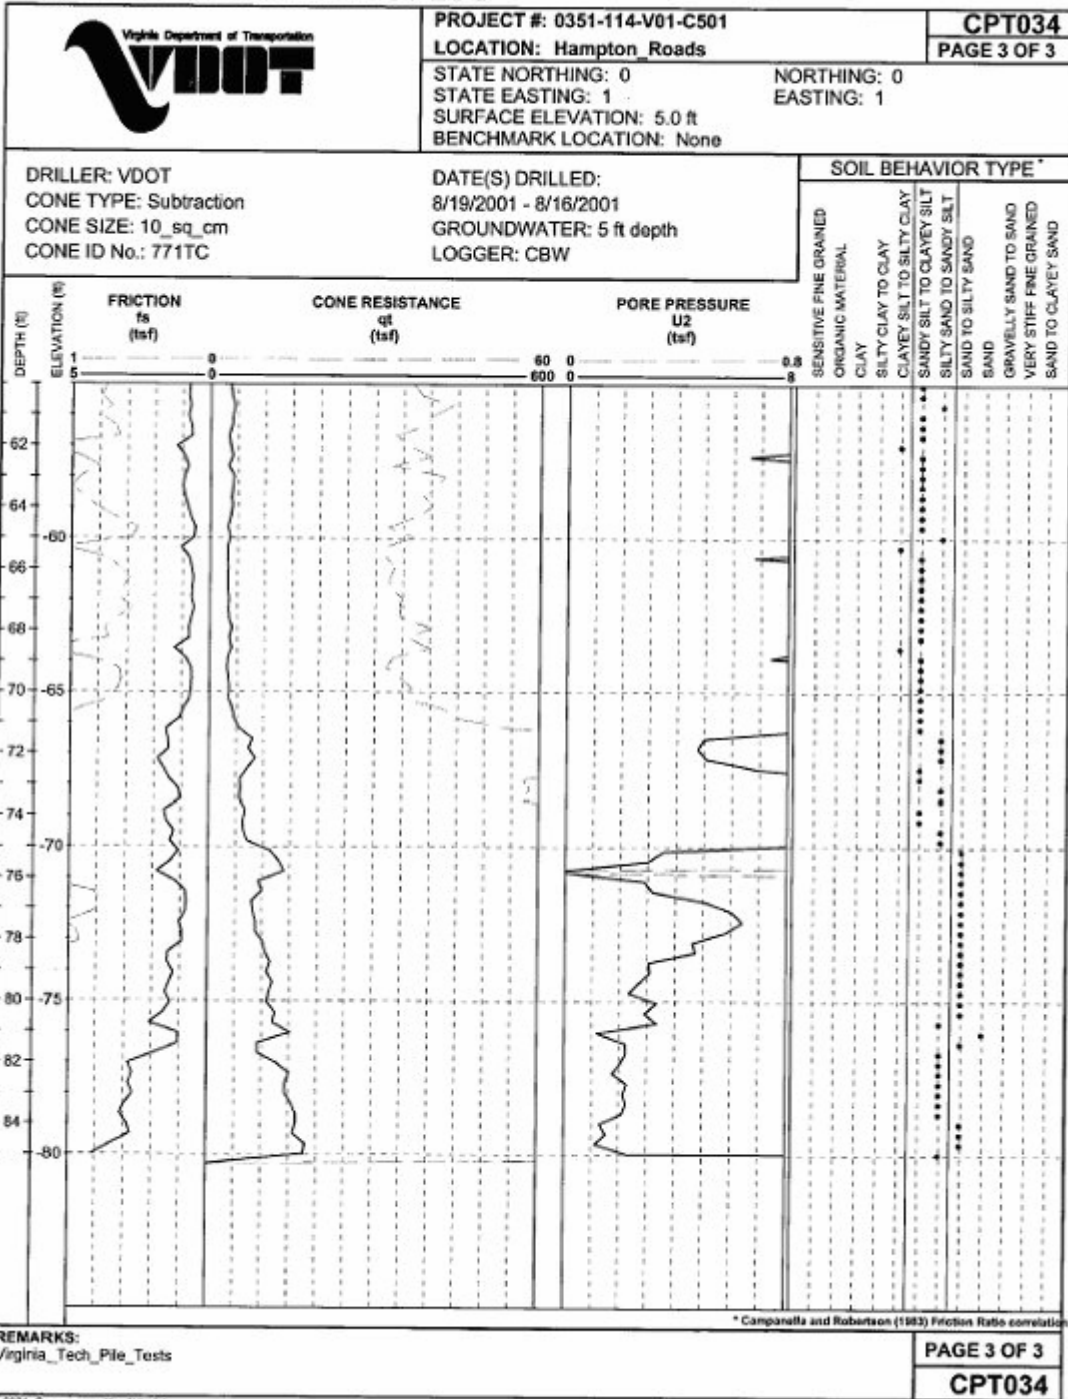 Virginia Department of Transportation
VDOT
PROJECT #: 0351-114-V01-C501
LOCATION: Hampton_Roads
CPT034
PAGE 3 OF 3
STATE NORTHING: 0
STATE EASTING: 1
SURFACE ELEVATION: 5.0 ft
BENCHMARK LOCATION: None
NORTHING: 0
EASTING: 1
DRILLER: VDOT
CONE TYPE: Subtraction
CONE SIZE: 10_sq_cm
CONE ID No.: 771TC
DATE(S) DRILLED:
8/19/2001 - 8/16/2001
GROUNDWATER: 5 ft depth
LOGGER: CBW
SOIL BEHAVIOR TYPE*
SENSITIVE FINE GRAINED
ORGANIC MATERIAL
CLAY
SILTY CLAY TO CLAY
CLAYEY SILT TO SILTY CLAY
SANDY SILT TO CLAYEY SILT
SILTY SAND TO SANDY SILT
SAND TO SILTY SAND
SAND
GRAVELLY SAND TO SAND
VERY STIFF FINE GRAINED
SAND TO CLAYEY SAND
DEPTH (ft)
ELEVATION (ft)
FRICTION
fs
(tsf)
CONE RESISTANCE
qt
(tsf)
PORE PRESSURE
U2
(tsf)
1 0 60 0 0.8
5 0 600 0 8
62
64
-60
66
68
70 -65
72
74
-70
76
78
80 -75
82
84
-80
* Campanella and Robertson (1983) Friction Ratio correlation
REMARKS:
Virginia_Tech_Pile_Tests
PAGE 3 OF 3
CPT034